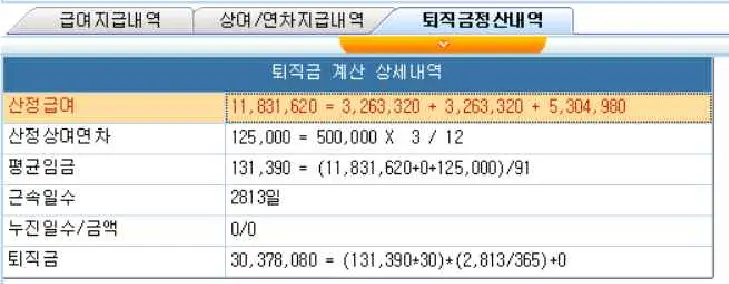 급여지급내역 상여/연차지급내역 퇴직금정산내역
퇴직금 계산 상세내역
산정급여 11,831,620 = 3,263,320 + 3,263,320 + 5,304,980
산정상여연차 125,000 = 500,000 X 3 / 12
평균임금 131,390 = (11,831,620+0+125,000)/91
근속일수 2813일
누진일수/금액 0/0
퇴직금 30,378,080 = (131,390*30)*(2,813/365)+0